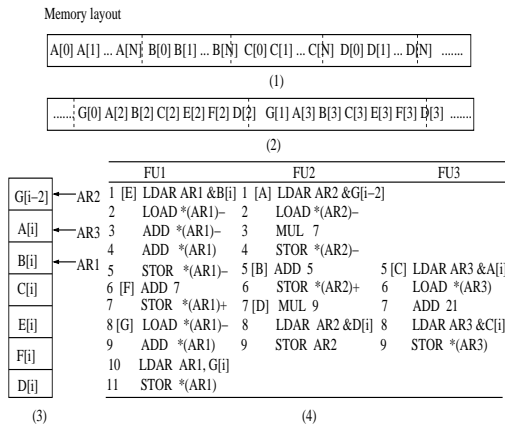 Memory layout
A[0] A[1] ... A[N] B[0] B[1] ... B[N] C[0] C[1] ... C[N] D[0] D[1] ... D[N] .......
(1)
...... G[0] A[2] B[2] C[2] E[2] F[2] D[2] G[1] A[3] B[3] C[3] E[3] F[3] D[3] .......
(2)
FU1 FU2 FU3
G[i–2] AR2
A[i] AR3
B[i] AR1
C[i]
E[i]
F[i]
D[i]
1 [E] LDAR AR1 &B[i] 1 [A] LDAR AR2 &G[i–2]
2 LOAD *(AR1)– 2 LOAD *(AR2)–
3 ADD *(AR1)– 3 MUL 7
4 ADD *(AR1) 4 STOR *(AR2)–
5 STOR *(AR1)– 5 [B] ADD 5 5 [C] LDAR AR3 &A[i]
6 [F] ADD 7 6 STOR *(AR2)+ 6 LOAD *(AR3)
7 STOR *(AR1)+ 7 [D] MUL 9 7 ADD 21
8 [G] LOAD *(AR1)– 8 LDAR AR2 &D[i] 8 LDAR AR3 &C[i]
9 ADD *(AR1) 9 STOR AR2 9 STOR *(AR3)
10 LDAR AR1, G[i]
11 STOR *(AR1)
(3) (4)